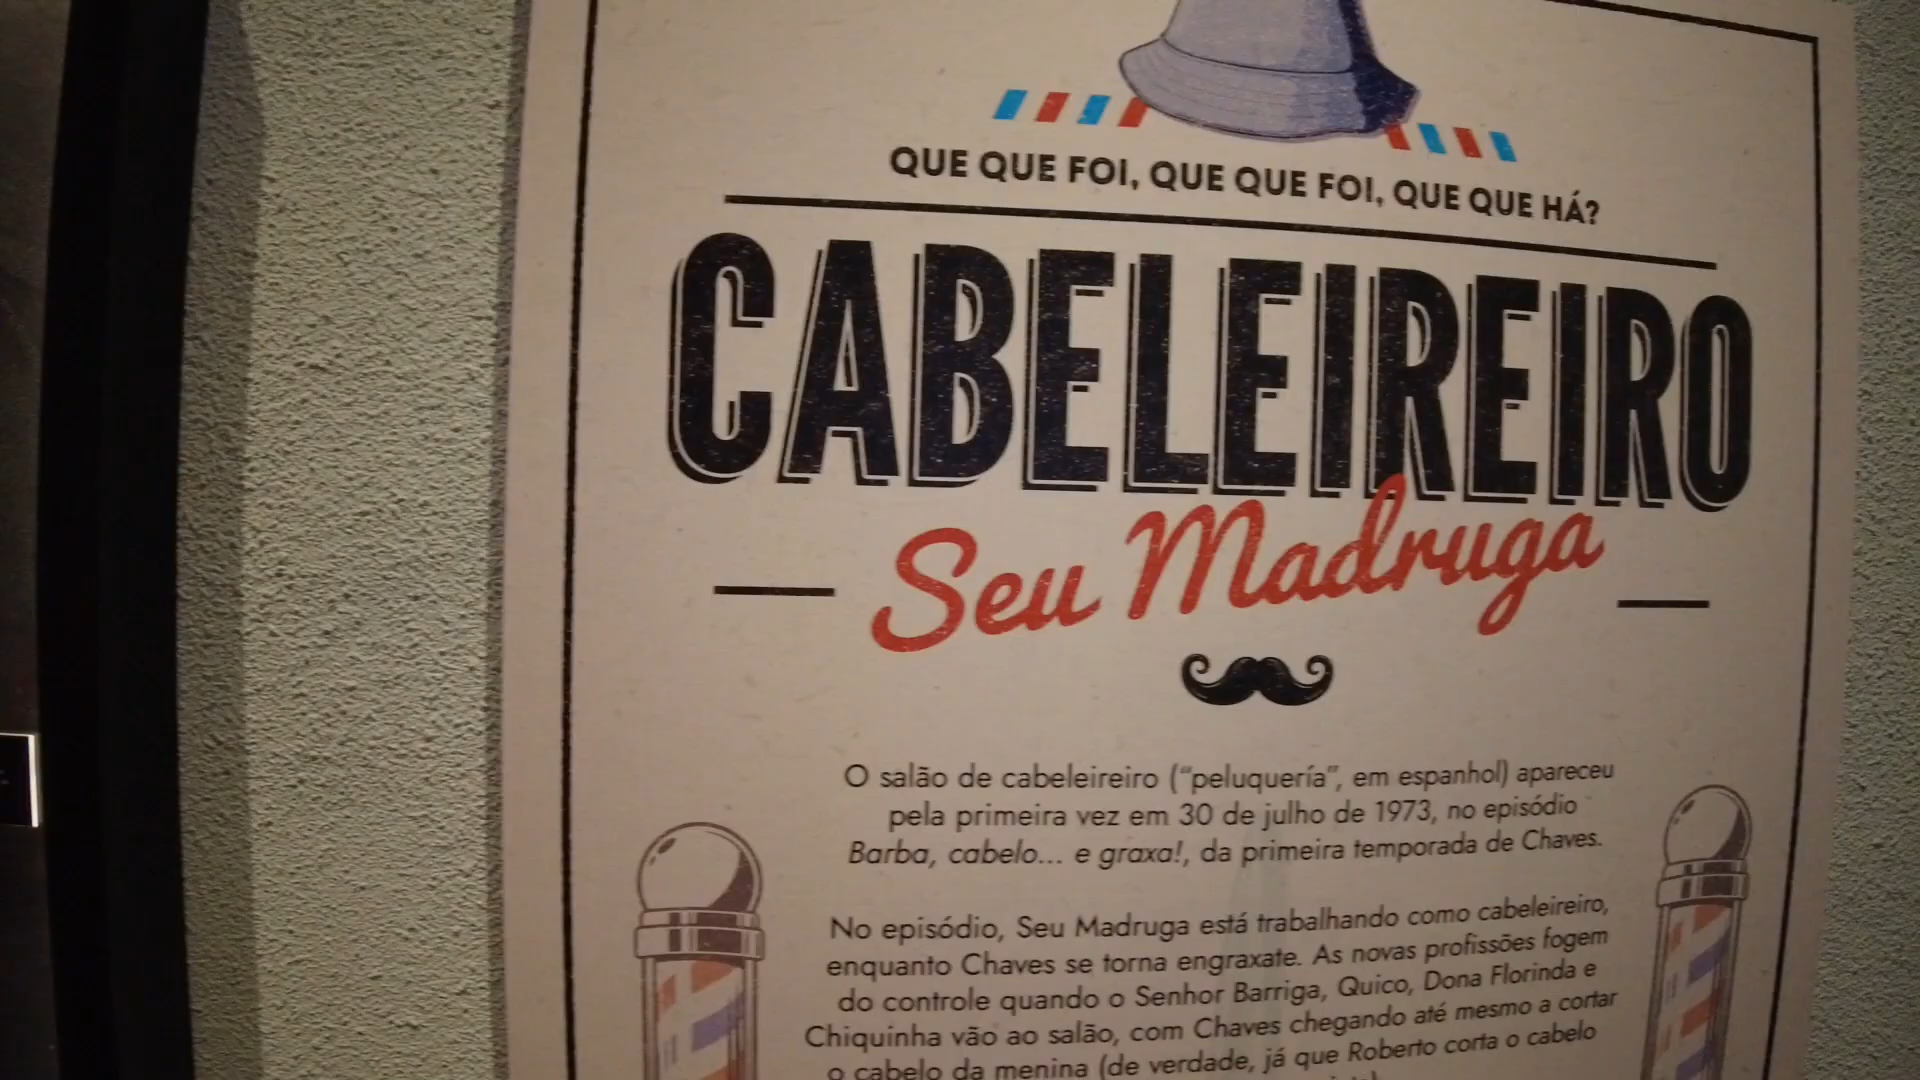 QUE QUE FOI, QUE QUE FOI, QUE QUE HÁ?
CABELEIREIRO
Seu Madruga
O salão de cabeleireiro (“peluquería”, em espanhol) apareceu
pela primeira vez em 30 de julho de 1973, no episódio
Barba, cabelo... e graxa!, da primeira temporada de Chaves.
No episódio, Seu Madruga está trabalhando como cabeleireiro,
enquanto Chaves se torna engraxate. As novas profissões fogem
do controle quando o Senhor Barriga, Quico, Dona Florinda e
Chiquinha vão ao salão, com Chaves chegando até mesmo a cortar
o cabelo da menina (de verdade, já que Roberto corta o cabelo